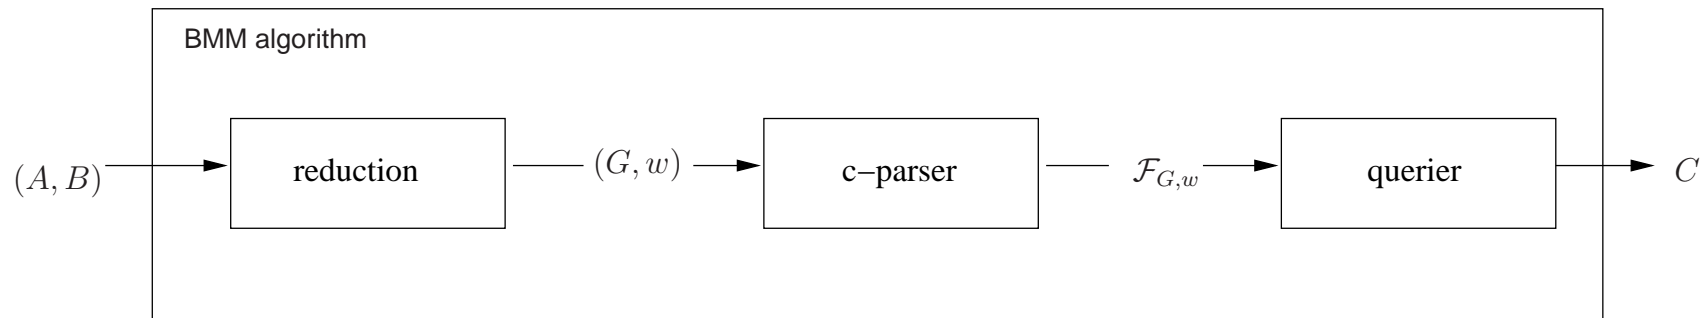 BMM algorithm
(A, B)
reduction
(G, w)
c−parser
ℱ_{G,w}
querier
C